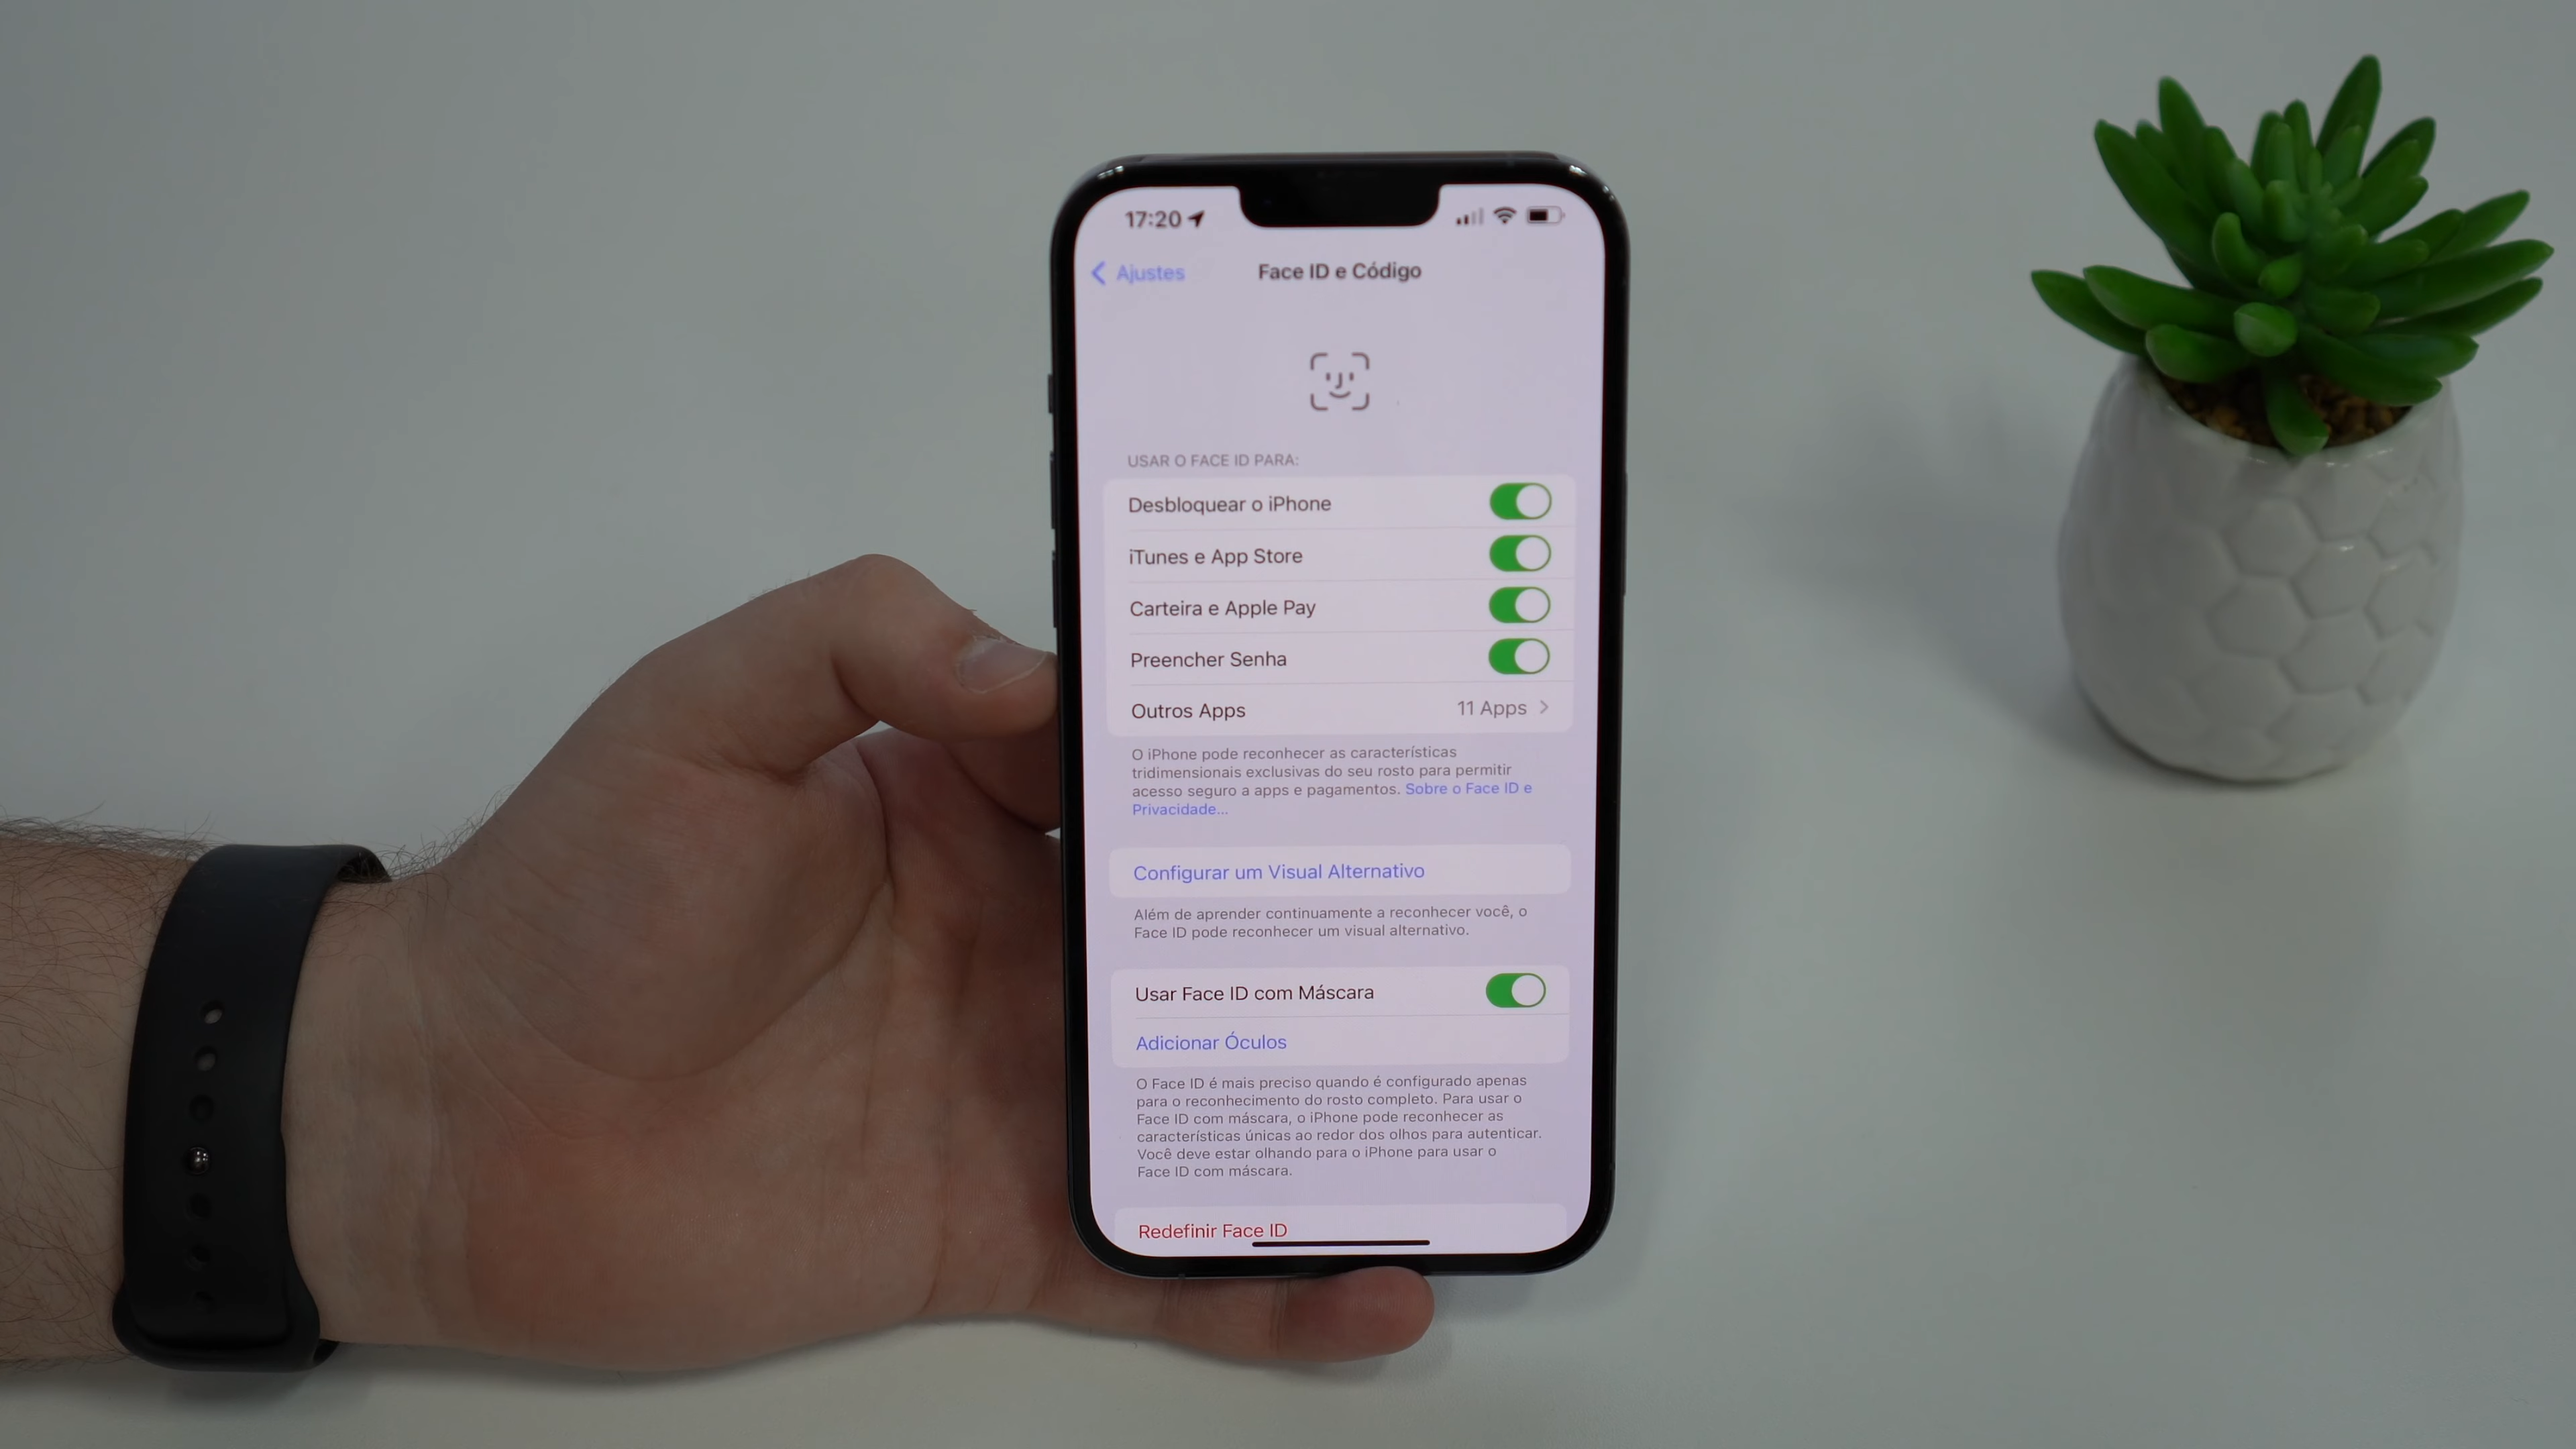 17:20
Ajustes
Face ID e Código
USAR O FACE ID PARA:
Desbloquear o iPhone
iTunes e App Store
Carteira e Apple Pay
Preencher Senha
Outros Apps 11 Apps
O iPhone pode reconhecer as características
tridimensionais exclusivas do seu rosto para permitir
acesso seguro a apps e pagamentos. Sobre o Face ID e
Privacidade...
Configurar um Visual Alternativo
Além de aprender continuamente a reconhecer você, o
Face ID pode reconhecer um visual alternativo.
Usar Face ID com Máscara
Adicionar Óculos
O Face ID é mais preciso quando é configurado apenas
para o reconhecimento do rosto completo. Para usar o
Face ID com máscara, o iPhone pode reconhecer as
características únicas ao redor dos olhos para autenticar.
Você deve estar olhando para o iPhone para usar o
Face ID com máscara.
Redefinir Face ID